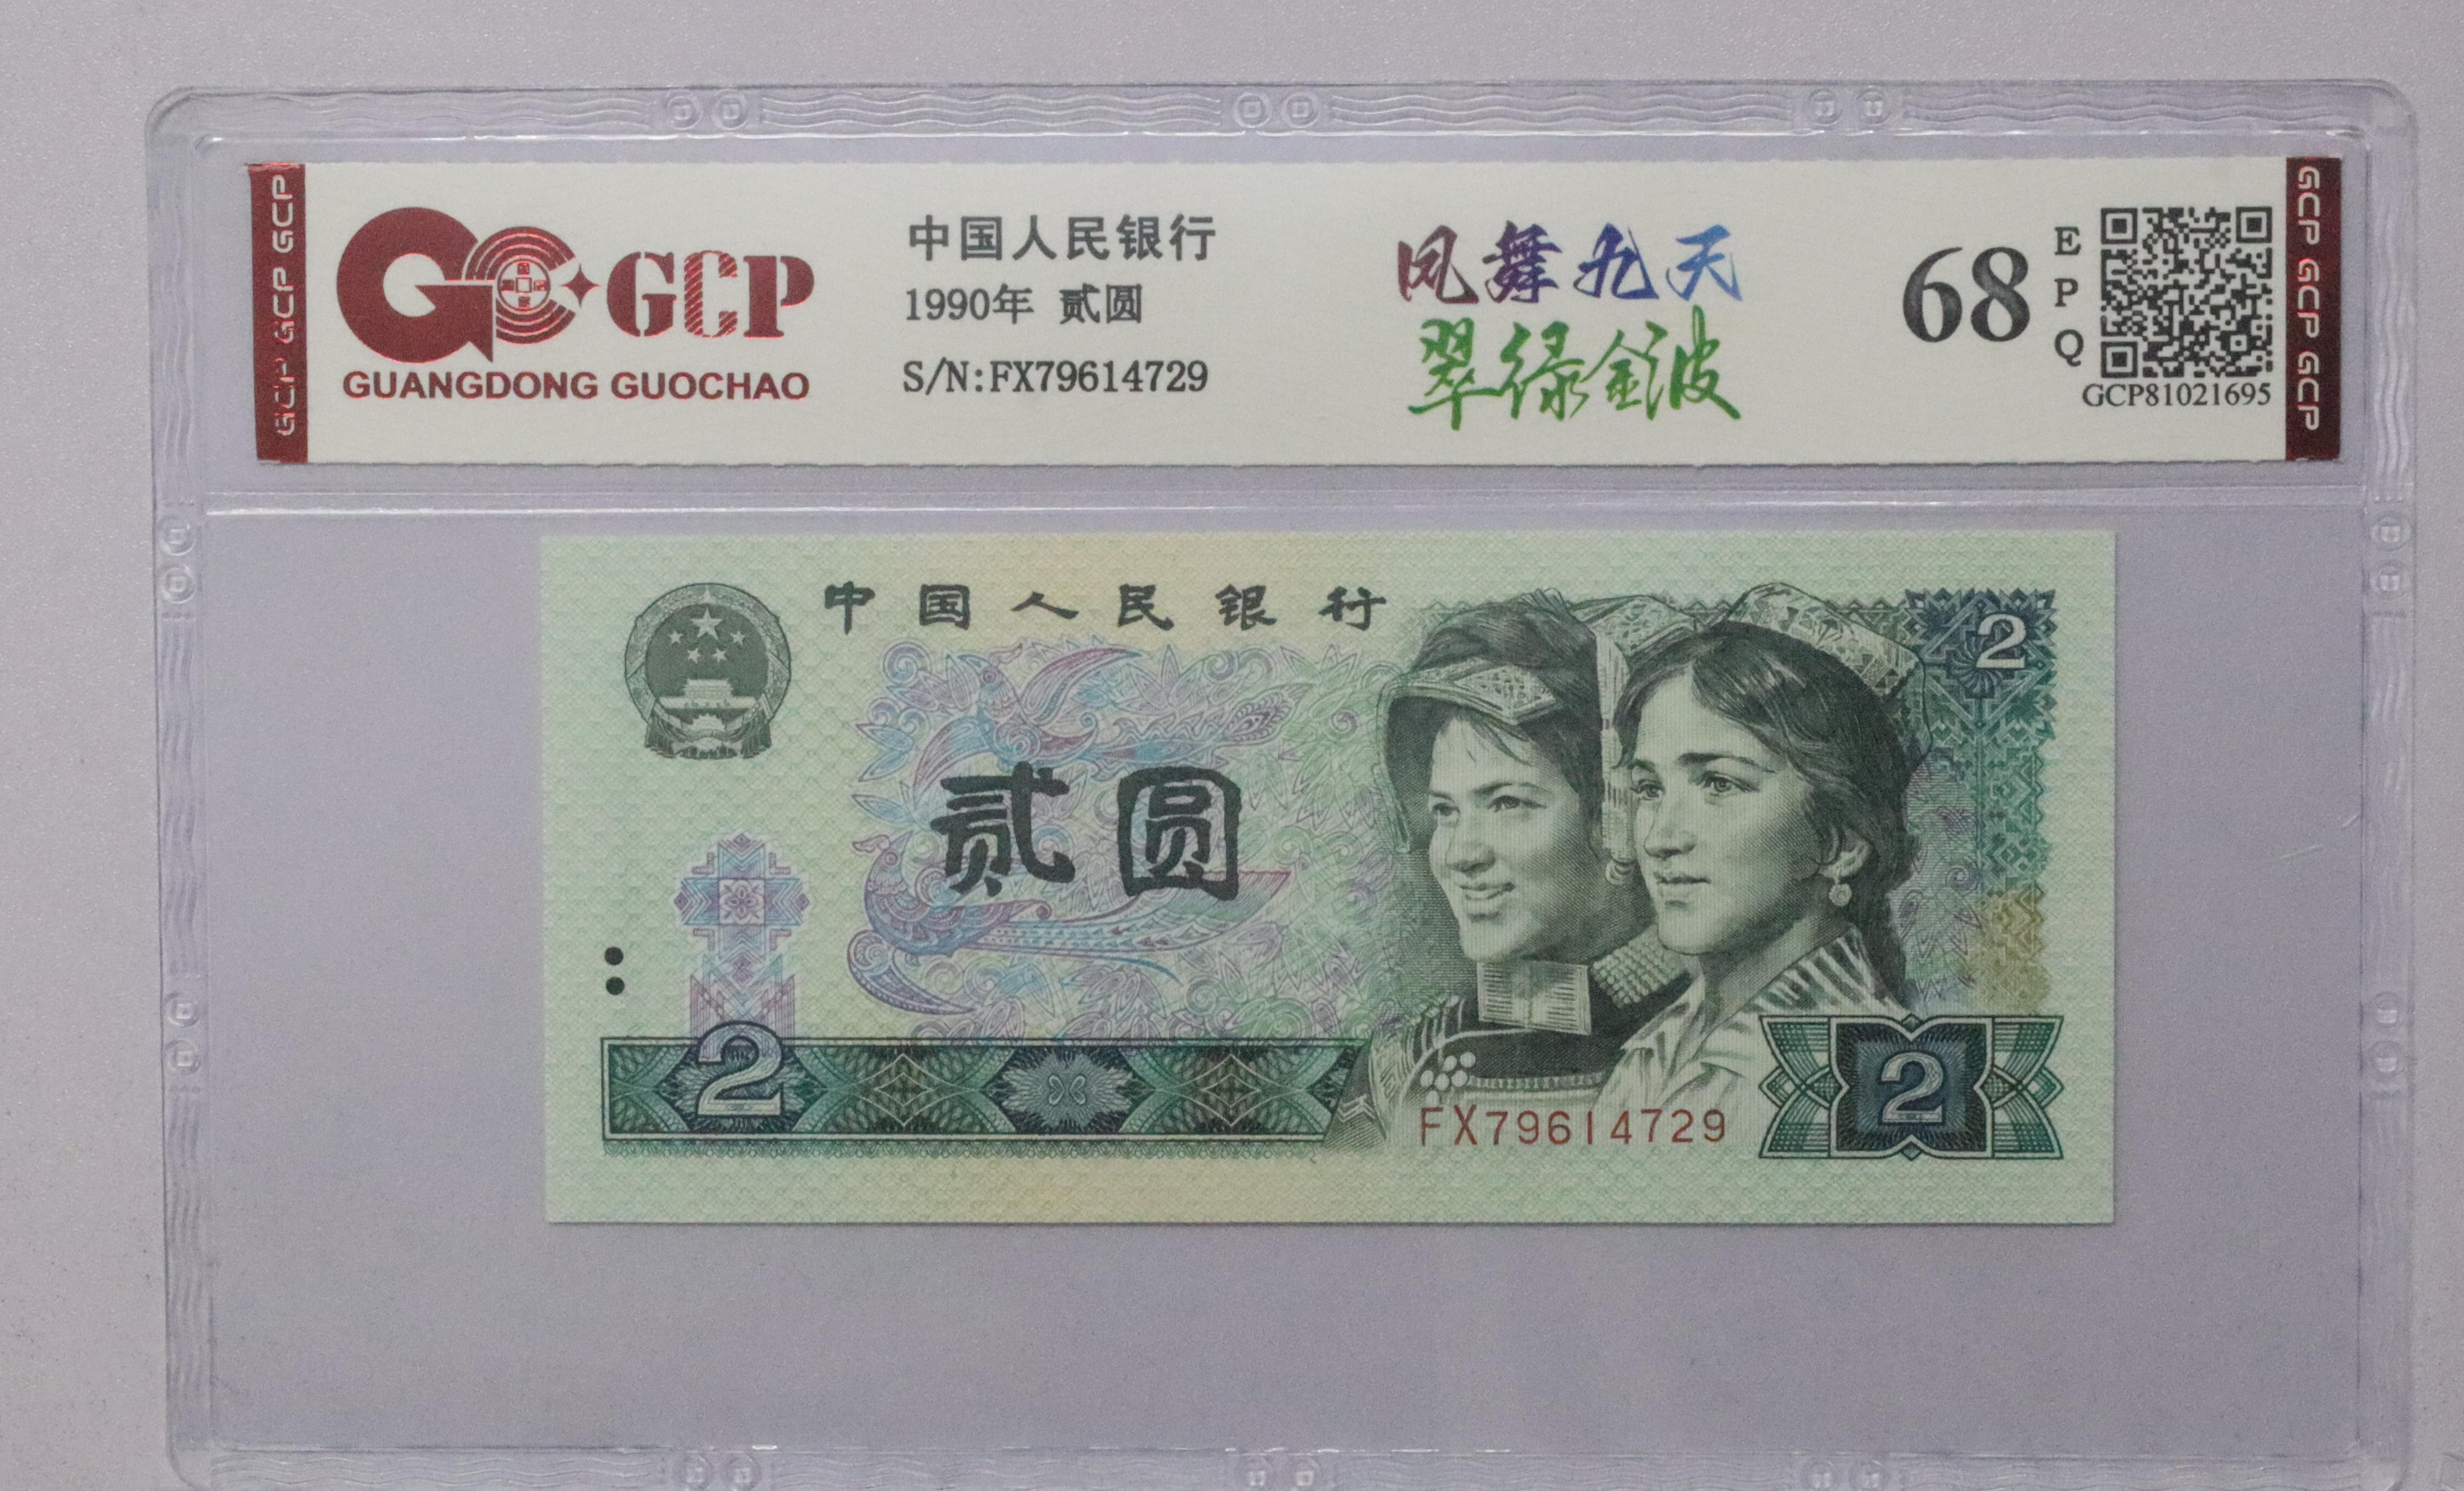 GCP GCP GCP
GCP
GUANGDONG GUOCHAO
中国人民银行
1990年 贰圆
S/N:FX79614729
凤舞九天
翠绿金波
68
EPQ
GCP81021695
GCP GCP GCP
中国人民银行
2
贰圆
2
FX79614729
2